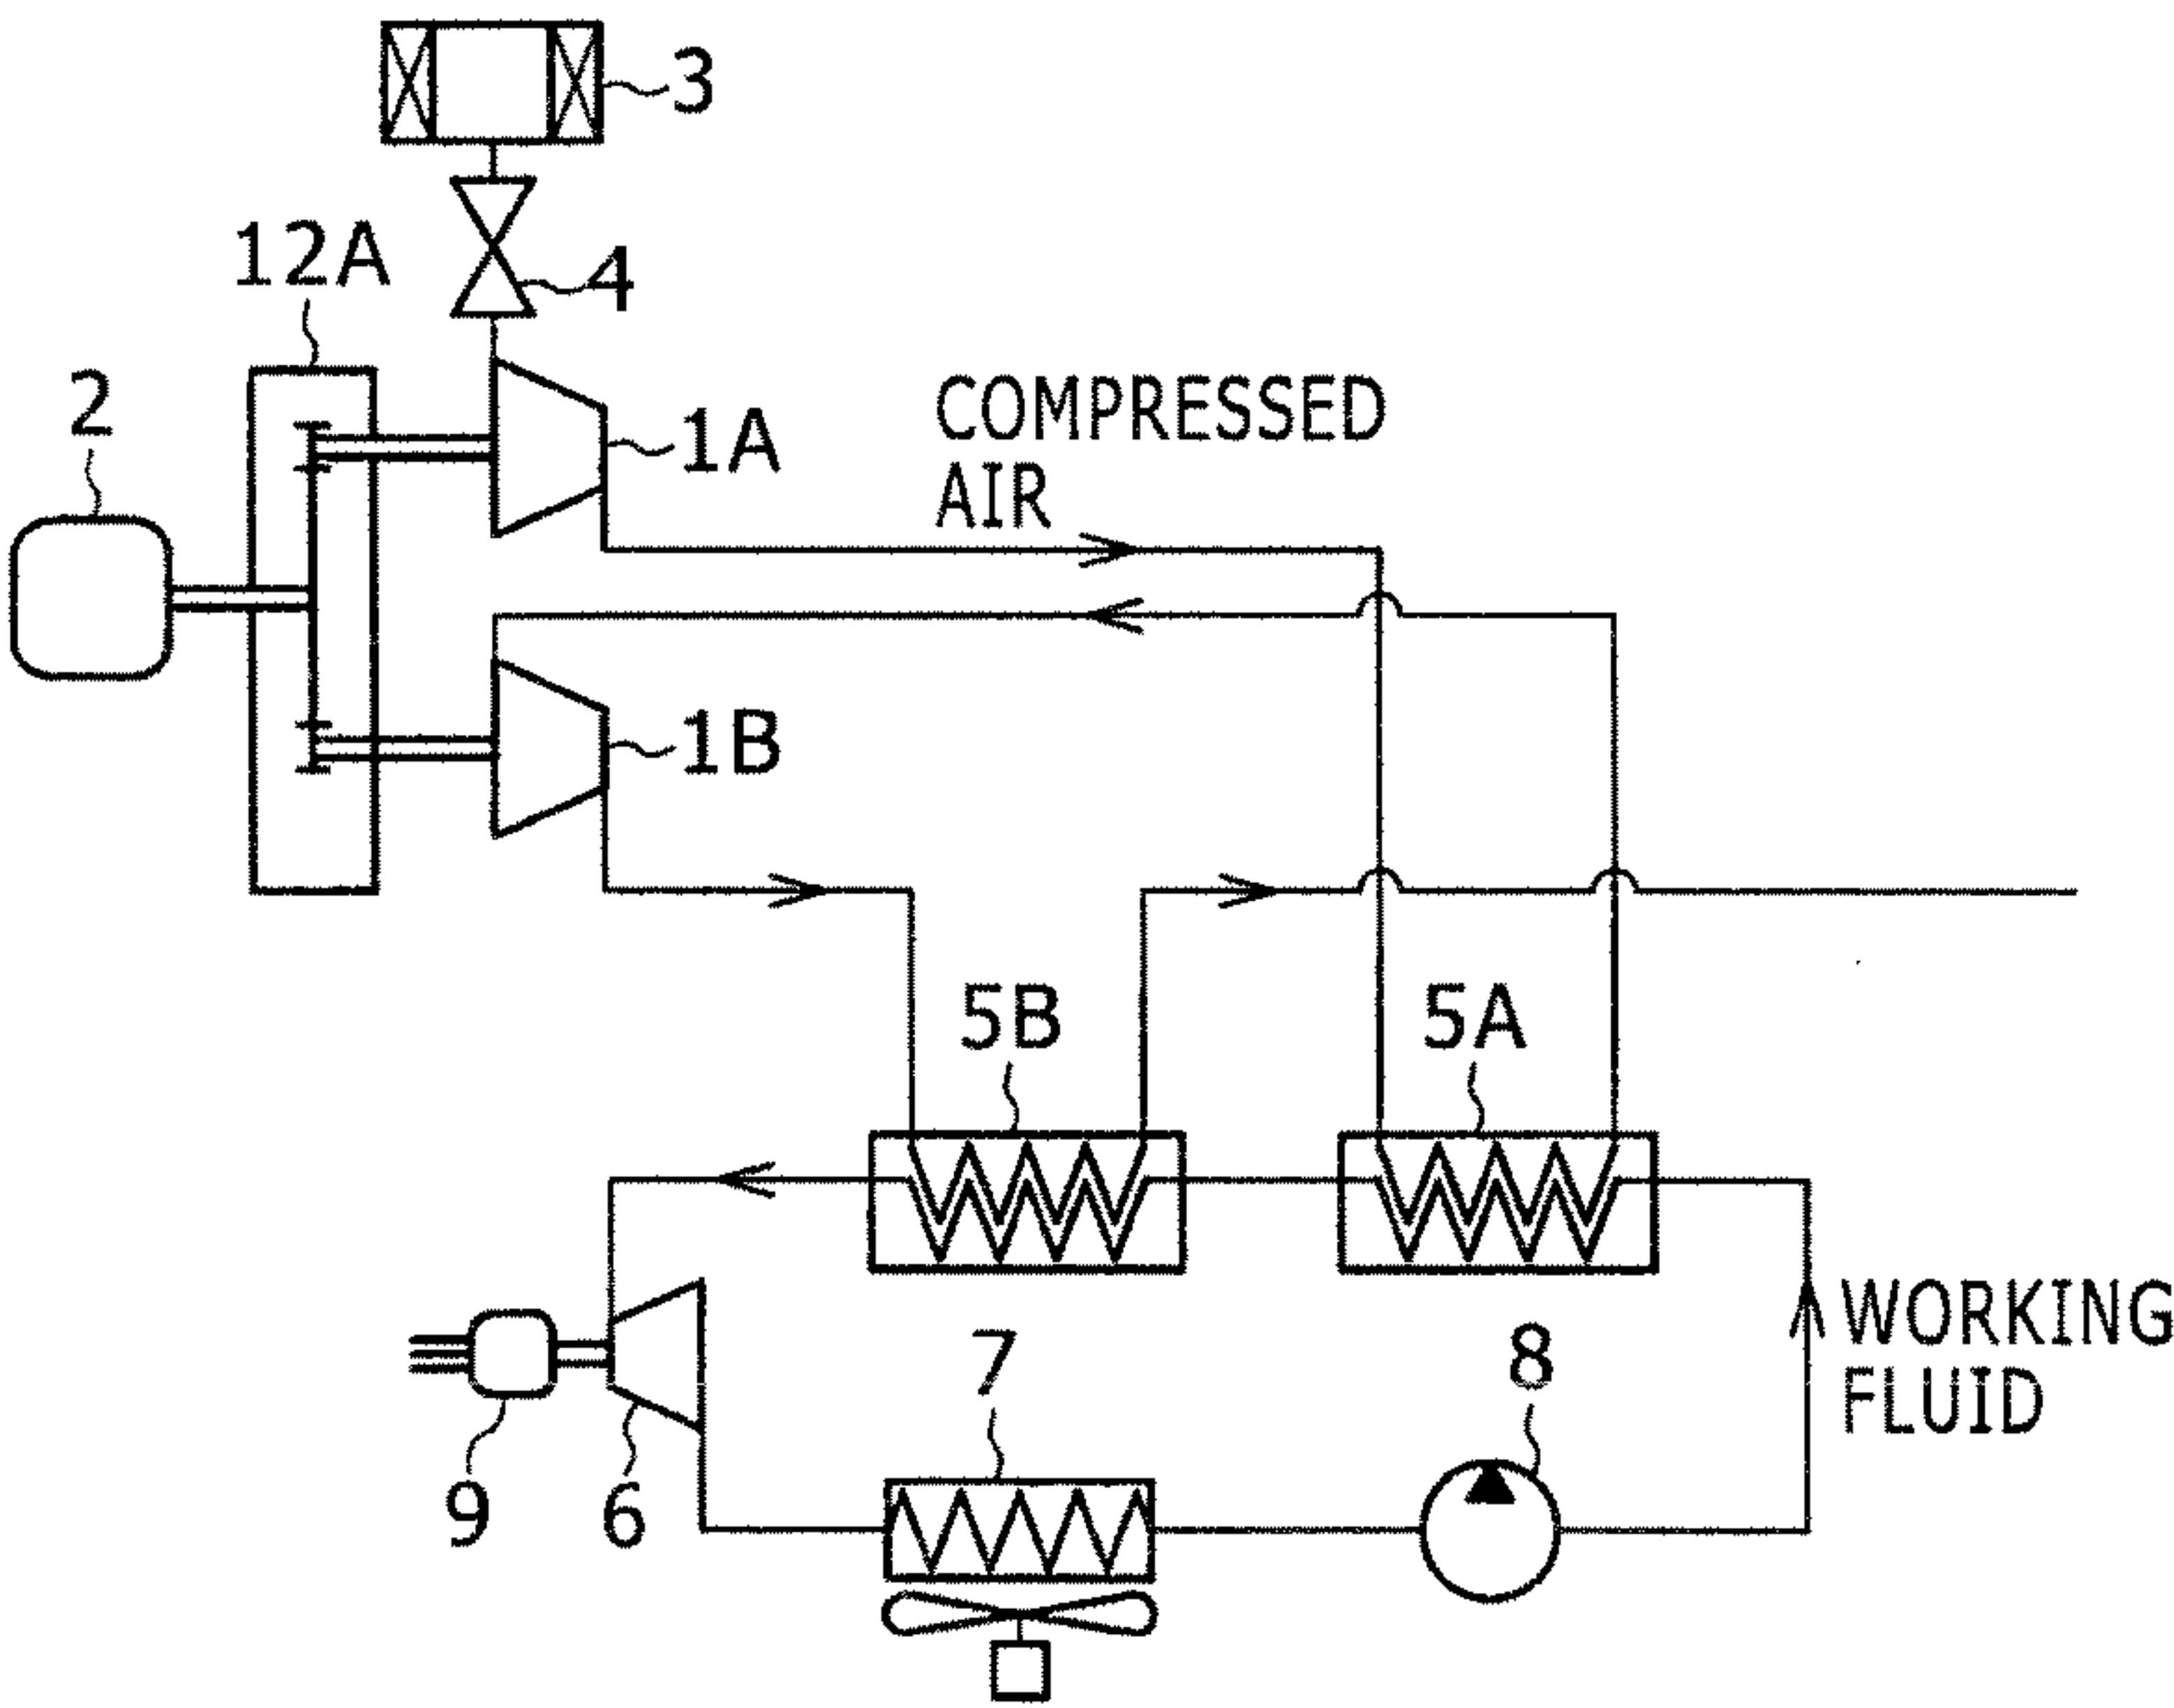 3
12A
4
2
1A
COMPRESSED
AIR
1B
5B
5A
7
8
WORKING
FLUID
9
6